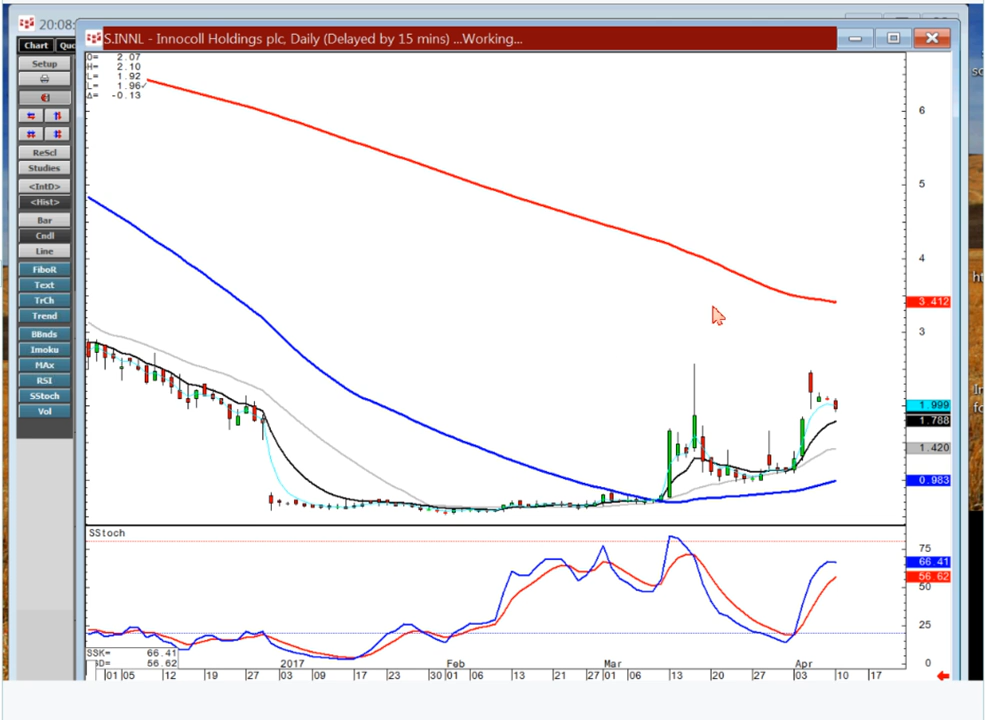 20:08:
S.INNL - Innocoll Holdings plc, Daily (Delayed by 15 mins) ...Working...
Chart
Quo
Setup
ReScl
Studies
<IntD>
<Hist>
Bar
Cndl
Line
FiboR
Text
TrCh
Trend
BBnds
Imoku
MAx
RSI
SStoch
Vol
O= 2.07
H= 2.10
L= 1.92
L= 1.96✓
Δ= -0.13
6
5
4
3.412
3
1.999
1.788
1.420
0.983
SStoch
75
66.41
56.62
50
25
0
SSK= 66.41
SD= 56.62
2017 Feb Mar Apr
01 05 12 19 27 03 09 17 23 30 01 06 13 21 27 01 06 13 20 27 03 10 17